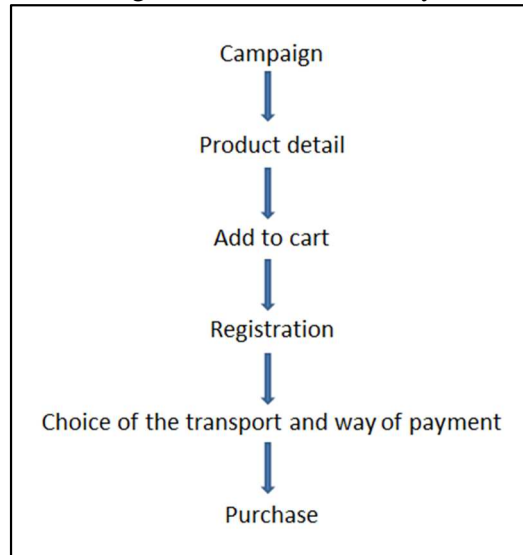 Campaign
Product detail
Add to cart
Registration
Choice of the transport and way of payment
Purchase